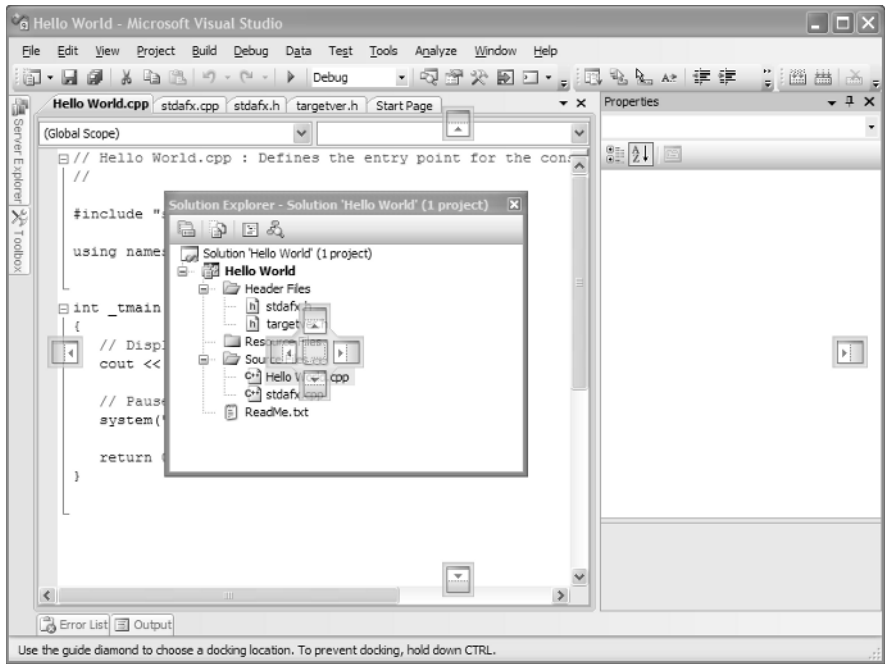 Hello World - Microsoft Visual Studio
File Edit View Project Build Debug Data Test Tools Analyze Window Help
Debug
Server Explorer
Toolbox
Hello World.cpp stdafx.cpp stdafx.h targetver.h Start Page
(Global Scope)
// Hello World.cpp : Defines the entry point for the con
//
#include "s
using names
int _tmain
{
// Displ
cout <<
// Pause
system("
return
}
Solution Explorer - Solution 'Hello World' (1 project)
Solution 'Hello World' (1 project)
Hello World
Header Files
stdafx.h
targetver.h
Resource Files
Source Files
Hello World.cpp
stdafx.cpp
ReadMe.txt
Properties
Error List Output
Use the guide diamond to choose a docking location. To prevent docking, hold down CTRL.